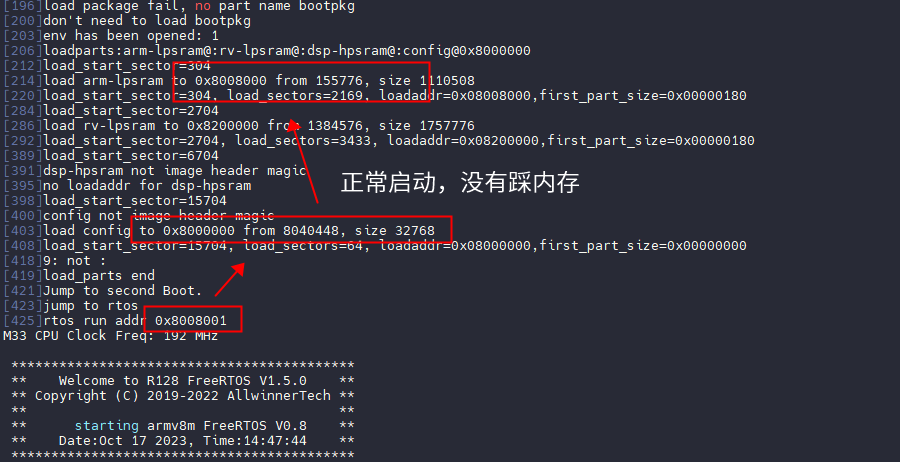 [196]load package fail, no part name bootpkg
[200]don't need to load bootpkg
[203]env has been opened: 1
[206]loadparts:arm-lpsram@:rv-lpsram@:dsp-hpsram@:config@0x8000000
[212]load_start_sector=304
[214]load arm-lpsram to 0x8008000 from 155776, size 1110508
[220]load_start_sector=304, load_sectors=2169, loadaddr=0x08008000,first_part_size=0x00000180
[284]load_start_sector=2704
[286]load rv-lpsram to 0x8200000 from 1384576, size 1757776
[292]load_start_sector=2704, load_sectors=3433, loadaddr=0x08200000,first_part_size=0x00000180
[389]load_start_sector=6704
[391]dsp-hpsram not image header magic
[395]no loadaddr for dsp-hpsram
正常启动，没有踩内存
[398]load_start_sector=15704
[400]config not image header magic
[403]load config to 0x8000000 from 8040448, size 32768
[408]load_start_sector=15704, load_sectors=64, loadaddr=0x08000000,first_part_size=0x00000000
[418]9: not :
[419]load_parts end
[421]Jump to second Boot.
[423]jump to rtos
[425]rtos run addr 0x8008001
M33 CPU Clock Freq: 192 MHz
*******************************************
** Welcome to R128 FreeRTOS V1.5.0 **
** Copyright (C) 2019-2022 AllwinnerTech **
** **
** starting armv8m FreeRTOS V0.8 **
** Date:Oct 17 2023, Time:14:47:44 **
*******************************************